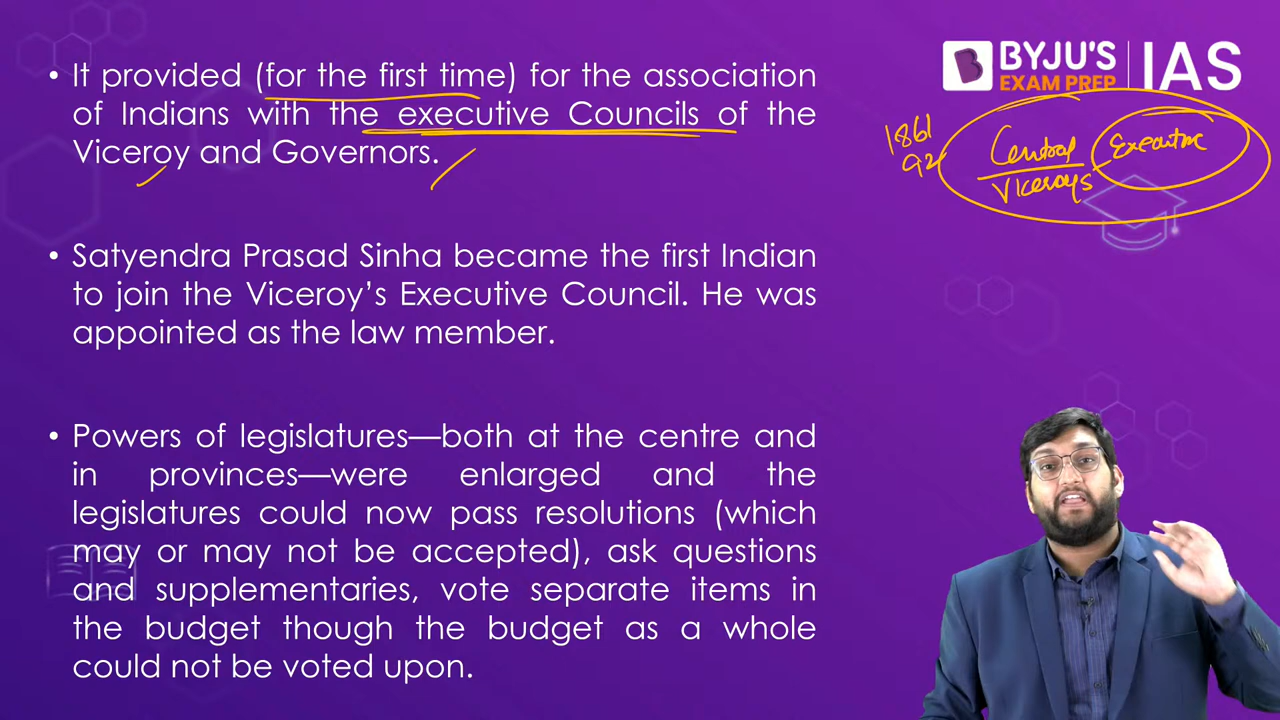 • It provided (for the first time) for the association
of Indians with the executive Councils of the
Viceroy and Governors.
• Satyendra Prasad Sinha became the first Indian
to join the Viceroy’s Executive Council. He was
appointed as the law member.
• Powers of legislatures—both at the centre and
in provinces—were enlarged and the
legislatures could now pass resolutions (which
may or may not be accepted), ask questions
and supplementaries, vote separate items in
the budget though the budget as a whole
could not be voted upon.
BYJU'S
EXAM PREP
IAS
1861
92
Central
Viceroys
Executive